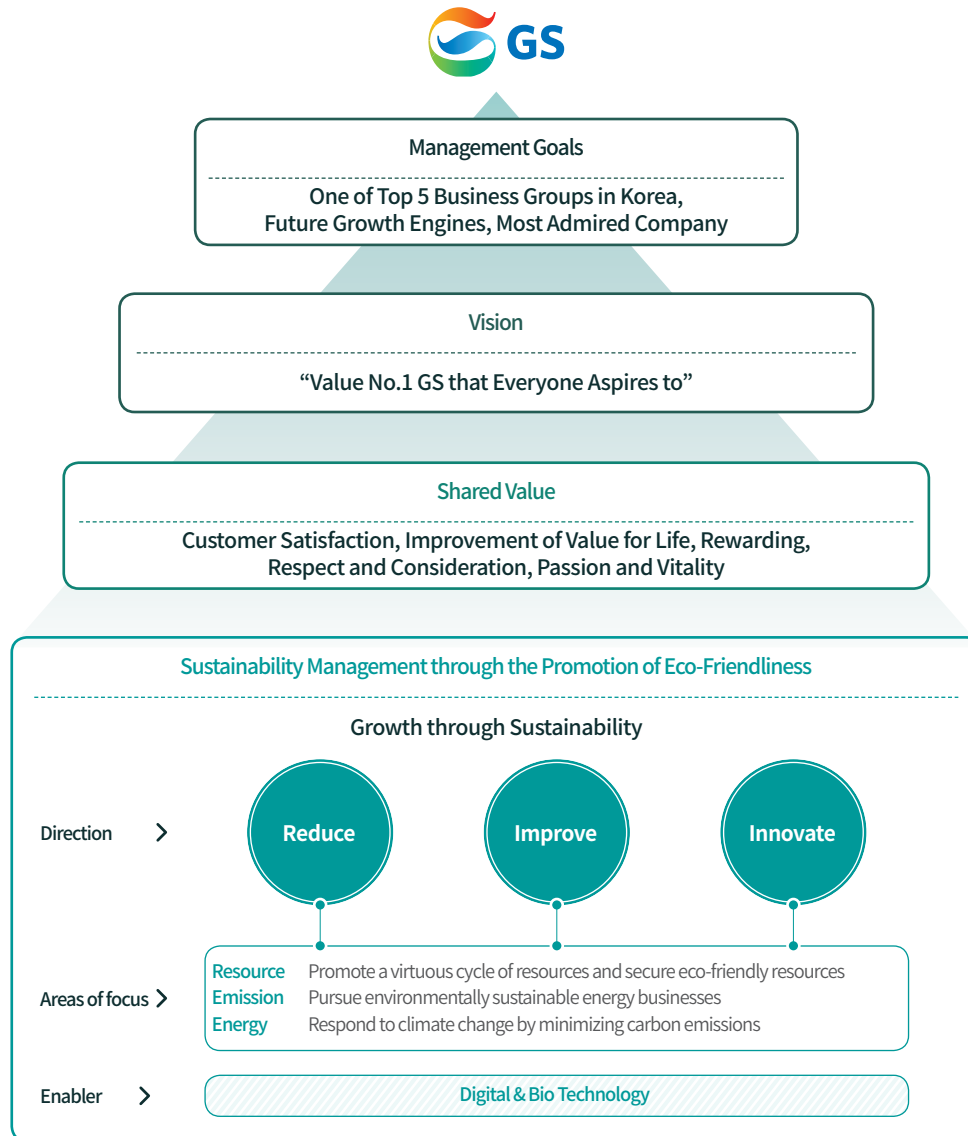 GS
Management Goals
One of Top 5 Business Groups in Korea,
Future Growth Engines, Most Admired Company
Vision
“Value No.1 GS that Everyone Aspires to”
Shared Value
Customer Satisfaction, Improvement of Value for Life, Rewarding,
Respect and Consideration, Passion and Vitality
Sustainability Management through the Promotion of Eco-Friendliness
Growth through Sustainability
Direction
Reduce
Improve
Innovate
Areas of focus
Resource Promote a virtuous cycle of resources and secure eco-friendly resources
Emission Pursue environmentally sustainable energy businesses
Energy Respond to climate change by minimizing carbon emissions
Enabler
Digital & Bio Technology